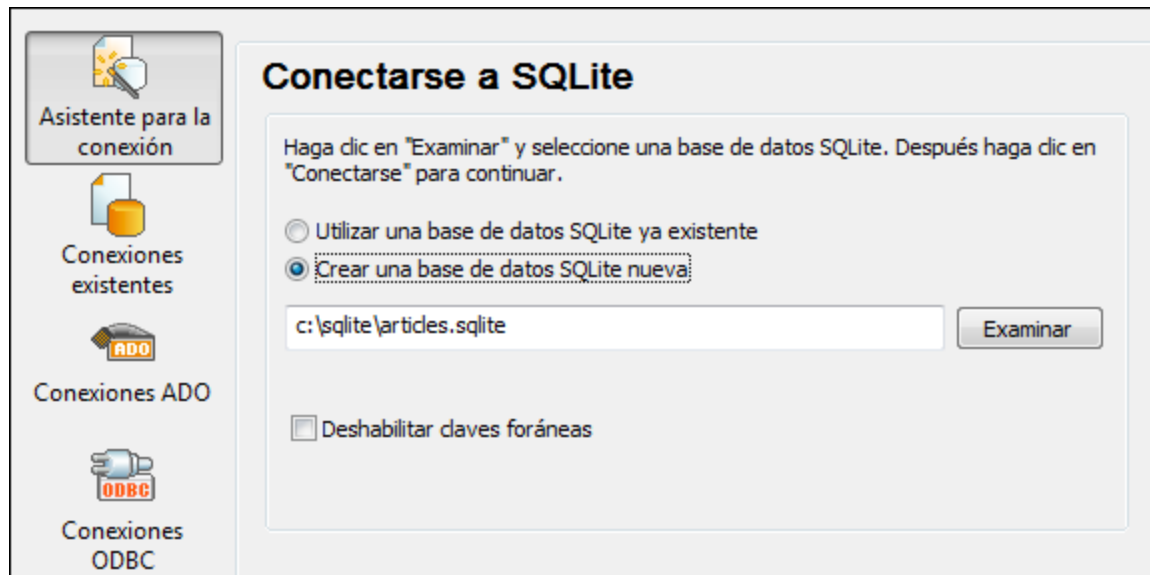 Asistente para la
conexión
Conexiones
existentes
ADO
Conexiones ADO
ODBC
Conexiones
ODBC
Conectarse a SQLite
Haga clic en "Examinar" y seleccione una base de datos SQLite. Después haga clic en
"Conectarse" para continuar.
Utilizar una base de datos SQLite ya existente
Crear una base de datos SQLite nueva
c:\sqlite\articles.sqlite
Examinar
Deshabilitar claves foráneas